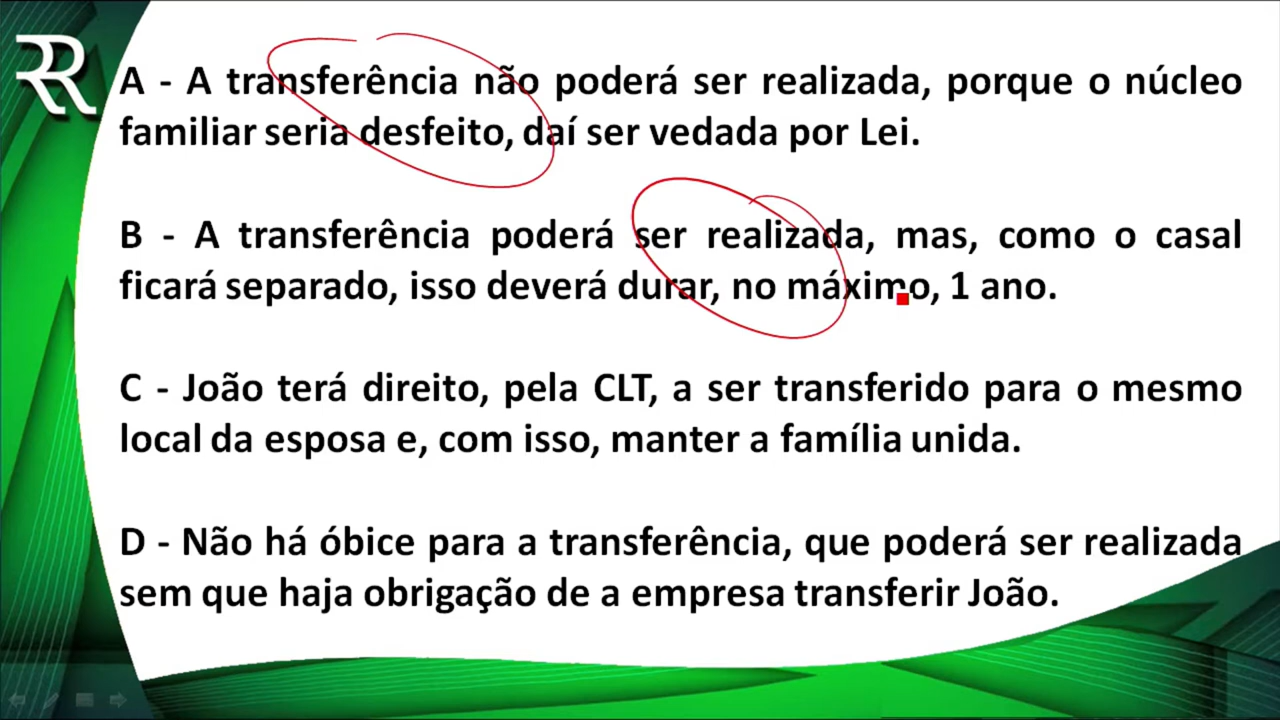 RR
A - A transferência não poderá ser realizada, porque o núcleo
familiar seria desfeito, daí ser vedada por Lei.
B - A transferência poderá ser realizada, mas, como o casal
ficará separado, isso deverá durar, no máximo, 1 ano.
C - João terá direito, pela CLT, a ser transferido para o mesmo
local da esposa e, com isso, manter a família unida.
D - Não há óbice para a transferência, que poderá ser realizada
sem que haja obrigação de a empresa transferir João.